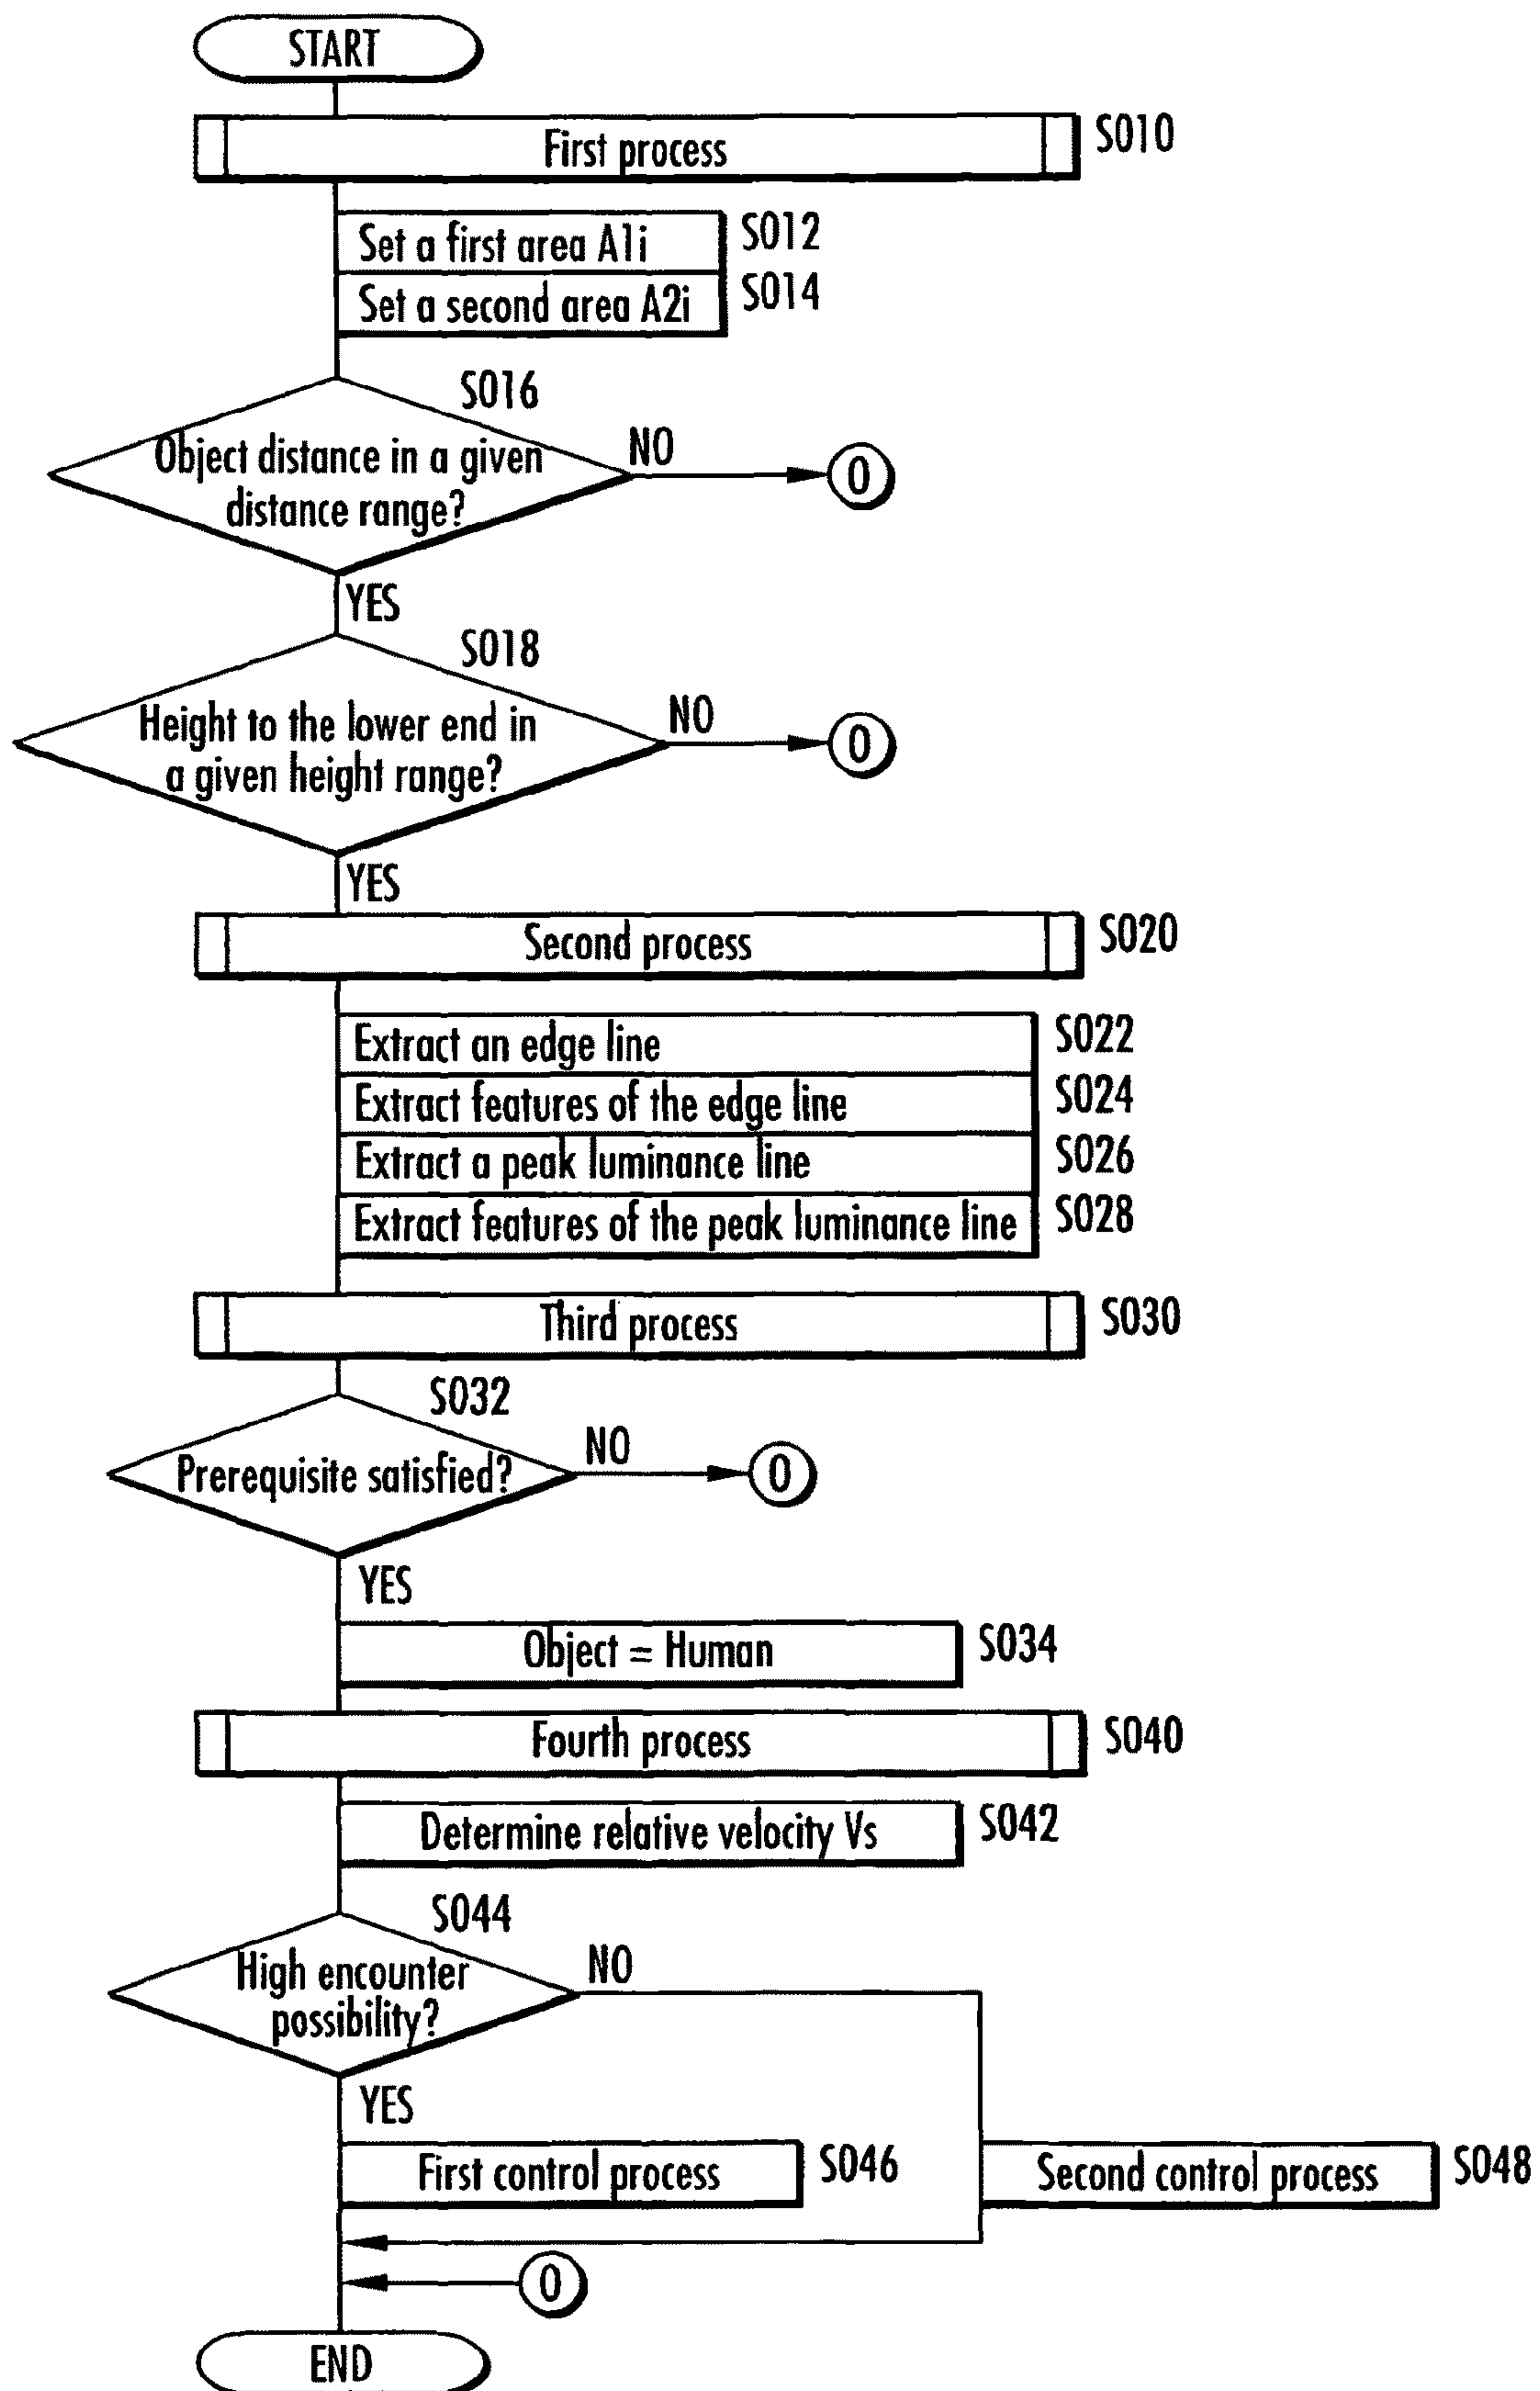 START
First process
S010
Set a first area A1i
S012
Set a second area A2i
S014
S016
Object distance in a given
distance range?
NO
0
YES
S018
Height to the lower end in
a given height range?
NO
0
YES
Second process
S020
Extract an edge line
S022
Extract features of the edge line
S024
Extract a peak luminance line
S026
Extract features of the peak luminance line
S028
Third process
S030
S032
Prerequisite satisfied?
NO
0
YES
Object = Human
S034
Fourth process
S040
Determine relative velocity Vs
S042
S044
High encounter
possibility?
NO
YES
First control process
S046
Second control process
S048
0
END